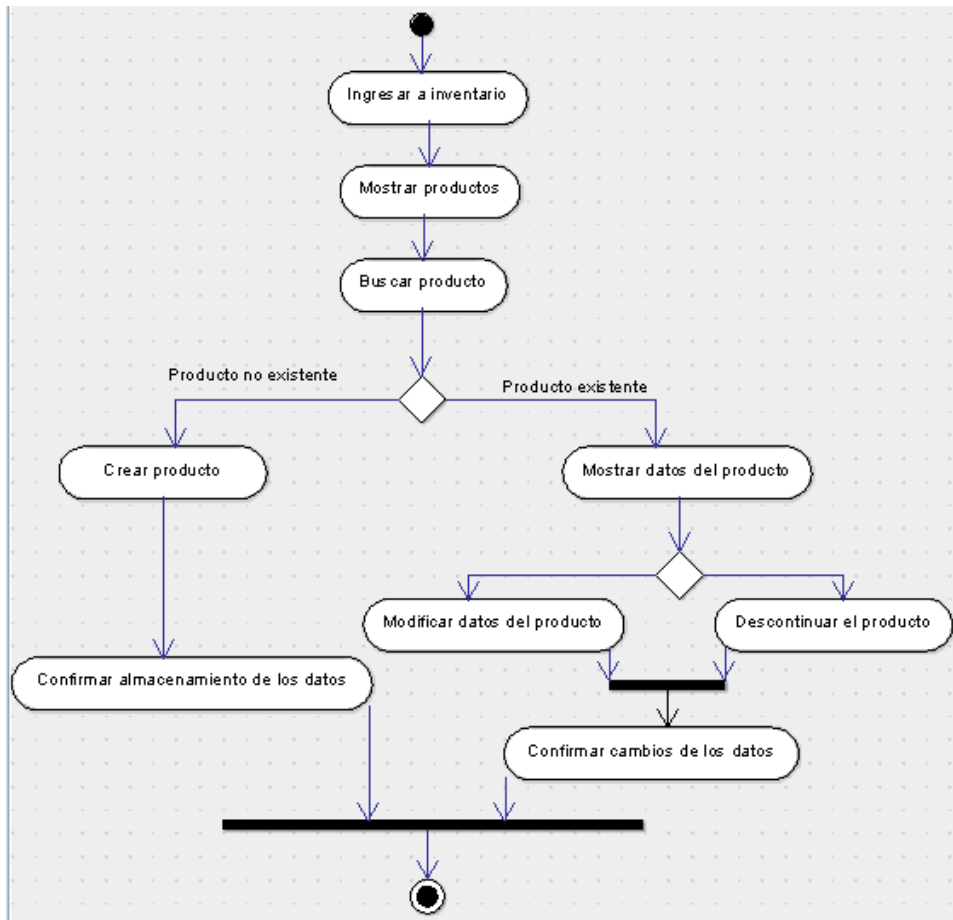 Ingresar a inventario
Mostrar productos
Buscar producto
Producto no existente
Producto existente
Crear producto
Mostrar datos del producto
Modificar datos del producto
Descontinuar el producto
Confirmar almacenamiento de los datos
Confirmar cambios de los datos